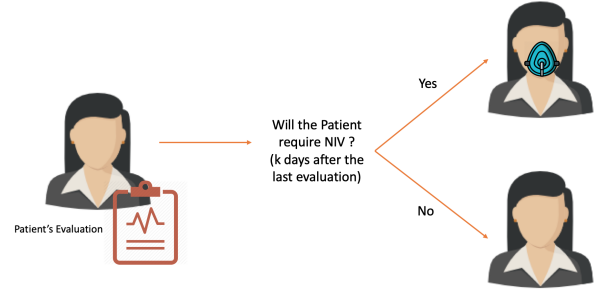 Patient's Evaluation
Will the Patient
require NIV ?
(k days after the
last evaluation)
Yes
No